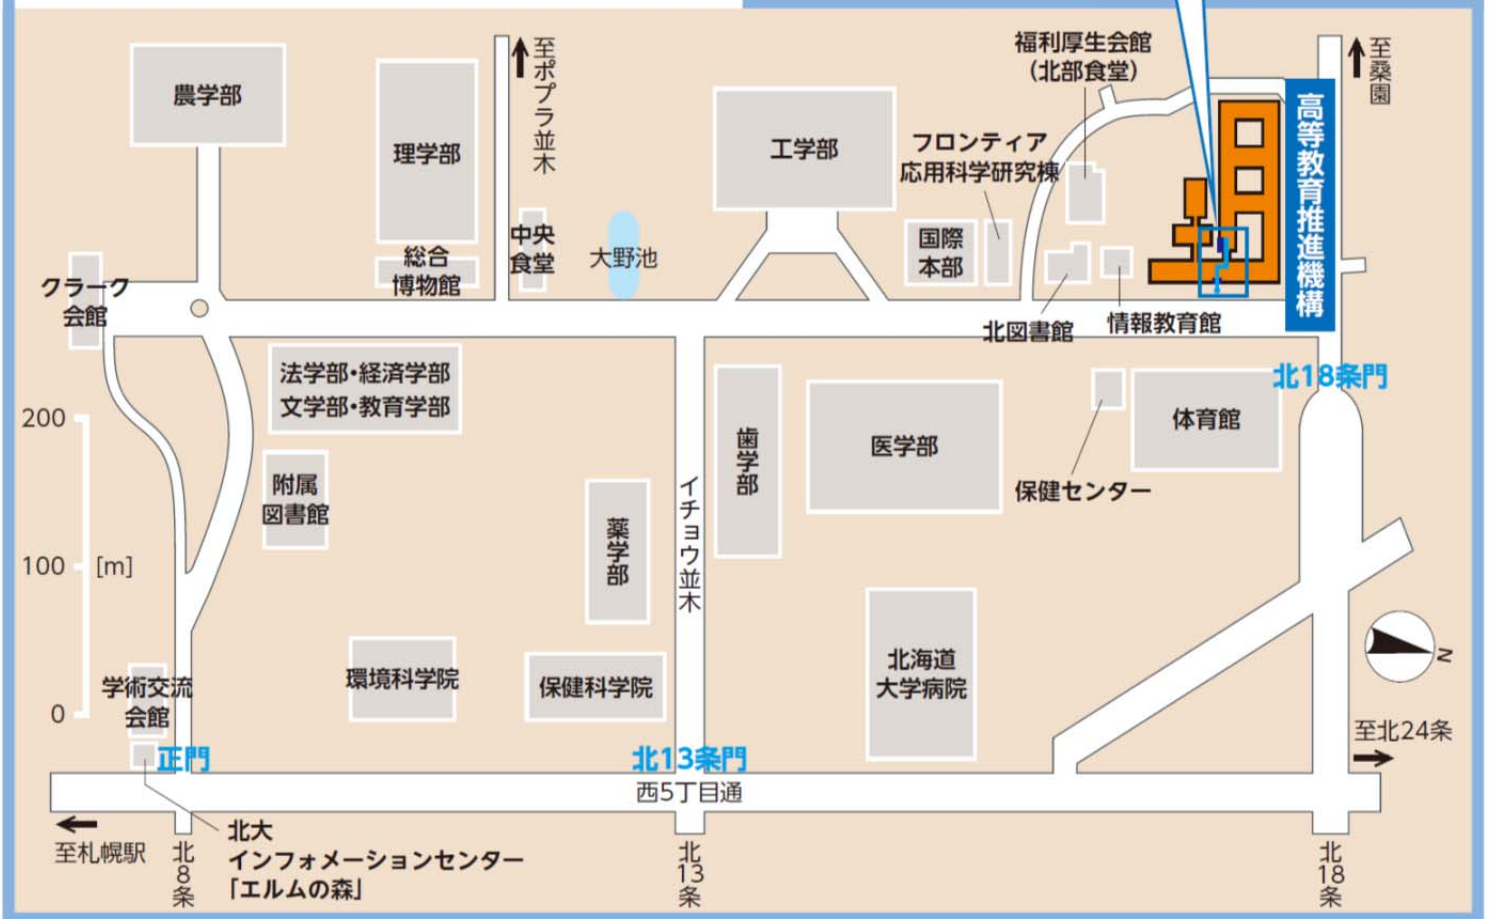 農学部
理学部
至ポプラ並木
工学部
福利厚生会館
（北部食堂）
至桑園
高等教育推進機構
フロンティア
応用科学研究棟
クラーク
会館
総合
博物館
中央
食堂
大野池
国際
本部
北図書館
情報教育館
北18条門
法学部・経済学部
文学部・教育学部
附属
図書館
歯学部
医学部
体育館
保健センター
薬学部
イチョウ並木
200
100
[m]
0
学術交流
会館
環境科学院
保健科学院
北海道
大学病院
N
至北24条
正門
北13条門
西5丁目通
至札幌駅
北8条
北大
インフォメーションセンター
「エルムの森」
北13条
北18条